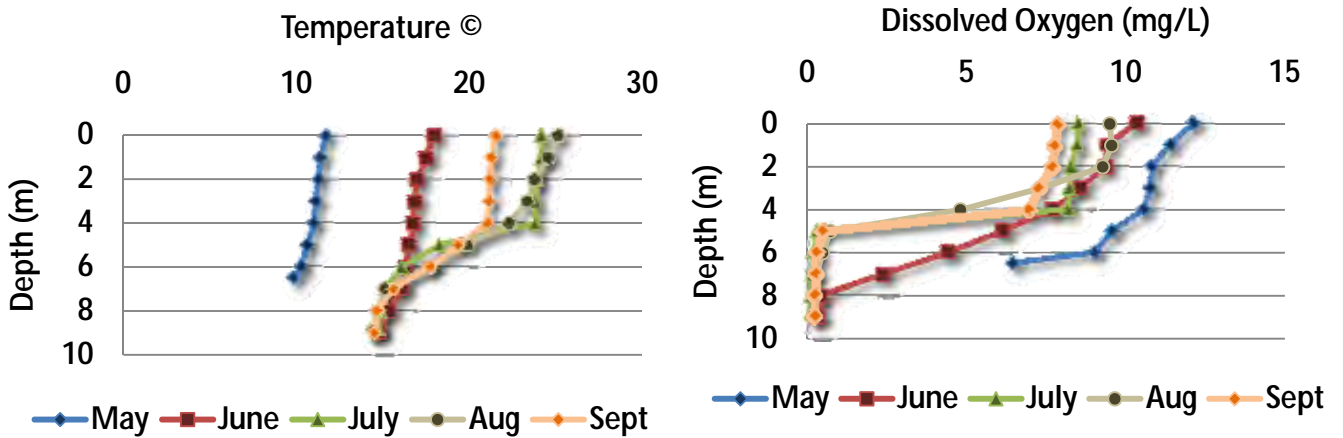 Temperature ©
0 10 20 30
0
2
4
6
8
10
Depth (m)
May June July Aug Sept
Dissolved Oxygen (mg/L)
0 5 10 15
0
2
4
6
8
10
Depth (m)
May June July Aug Sept